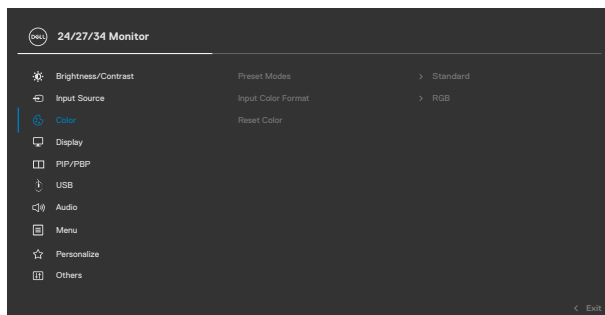 DELL 24/27/34 Monitor
Brightness/Contrast Preset Modes > Standard
Input Source Input Color Format > RGB
Color Reset Color
Display
PIP/PBP
USB
Audio
Menu
Personalize
Others
< Exit